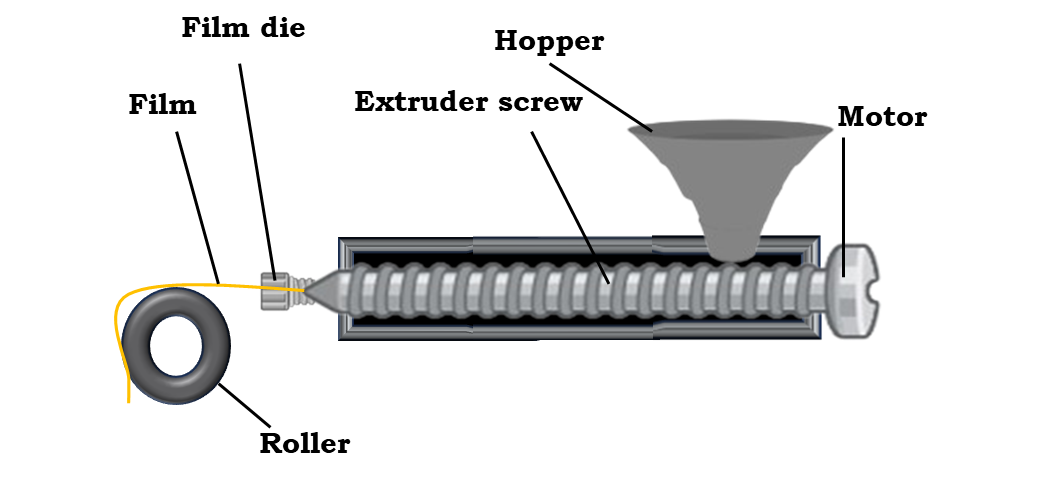 Film die
Hopper
Film
Extruder screw
Motor
Roller